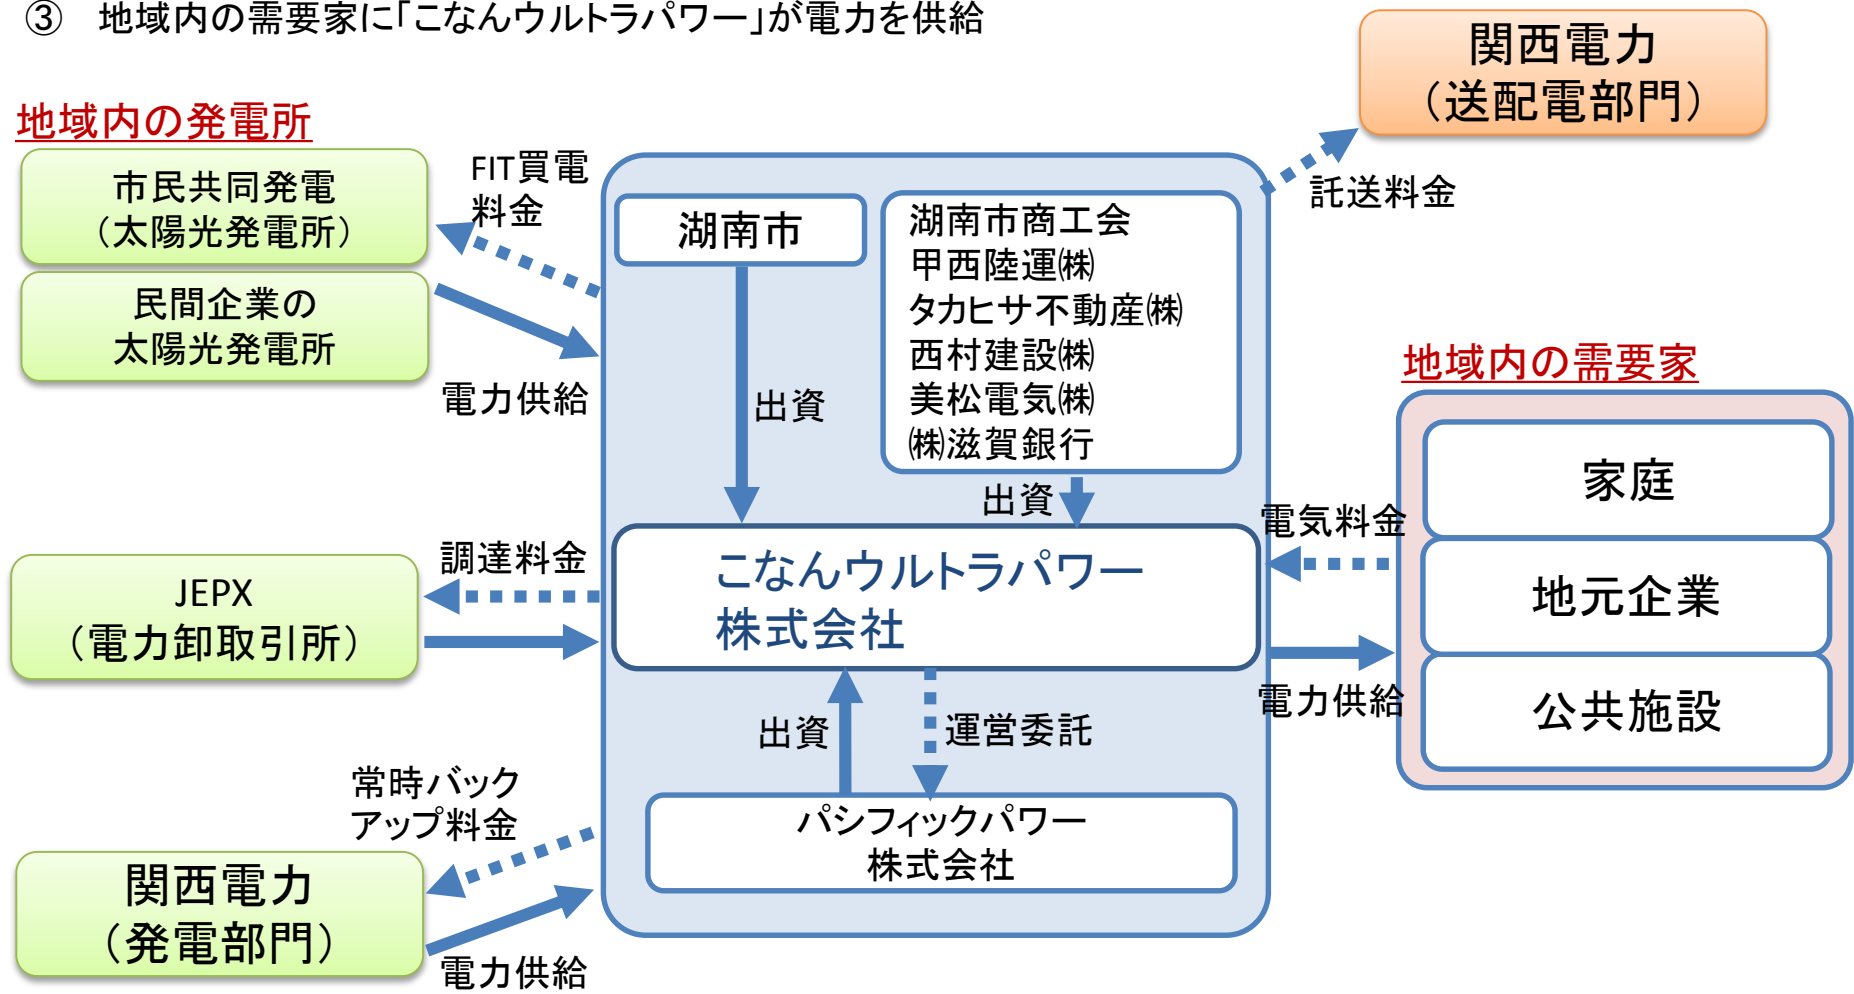 ③ 地域内の需要家に「こなんウルトラパワー」が電力を供給
関西電力
（送配電部門）
地域内の発電所
市民共同発電
（太陽光発電所）
民間企業の
太陽光発電所
FIT買電
料金
電力供給
湖南市
湖南市商工会
甲西陸運㈱
タカヒサ不動産㈱
西村建設㈱
美松電気㈱
㈱滋賀銀行
託送料金
出資
出資
地域内の需要家
家庭
地元企業
公共施設
電気料金
電力供給
JEPX
（電力卸取引所）
調達料金
こなんウルトラパワー
株式会社
出資
運営委託
パシフィックパワー
株式会社
常時バック
アップ料金
関西電力
（発電部門）
電力供給